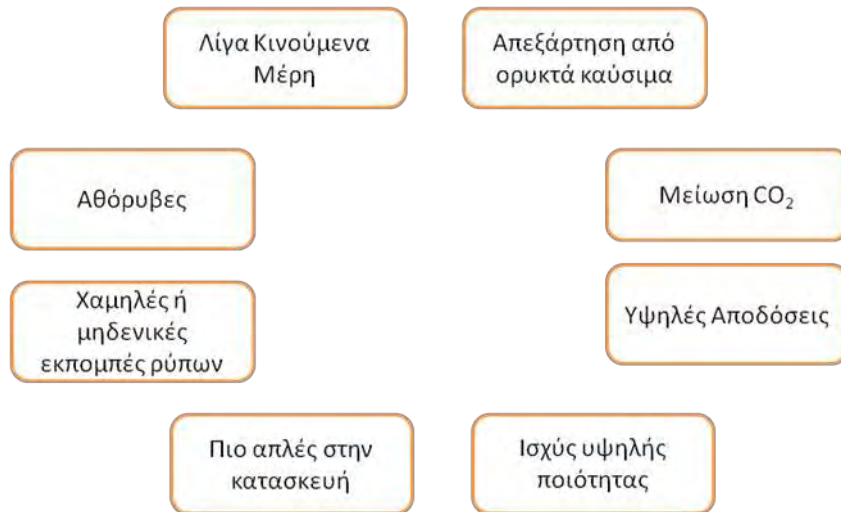 Λίγα Κινούμενα
Μέρη
Απεξάρτηση από
ορυκτά καύσιμα
Αθόρυβες
Μείωση CO₂
Χαμηλές ή
μηδενικές
εκπομπές ρύπων
Υψηλές Αποδόσεις
Πιο απλές στην
κατασκευή
Ισχύς υψηλής
ποιότητας